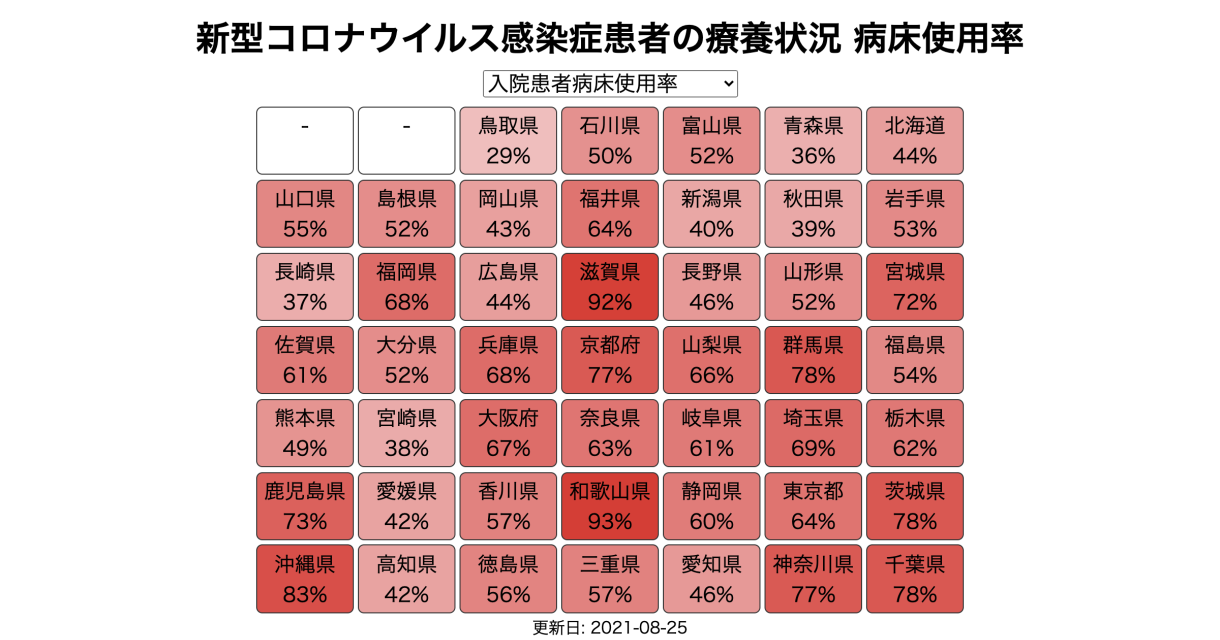 新型コロナウイルス感染症患者の療養状況 病床使用率
入院患者病床使用率
- - 鳥取県 石川県 富山県 青森県 北海道
29% 50% 52% 36% 44%
山口県 島根県 岡山県 福井県 新潟県 秋田県 岩手県
55% 52% 43% 64% 40% 39% 53%
長崎県 福岡県 広島県 滋賀県 長野県 山形県 宮城県
37% 68% 44% 92% 46% 52% 72%
佐賀県 大分県 兵庫県 京都府 山梨県 群馬県 福島県
61% 52% 68% 77% 66% 78% 54%
熊本県 宮崎県 大阪府 奈良県 岐阜県 埼玉県 栃木県
49% 38% 67% 63% 61% 69% 62%
鹿児島県 愛媛県 香川県 和歌山県 静岡県 東京都 茨城県
73% 42% 57% 93% 60% 64% 78%
沖縄県 高知県 徳島県 三重県 愛知県 神奈川県 千葉県
83% 42% 56% 57% 46% 77% 78%
更新日: 2021-08-25